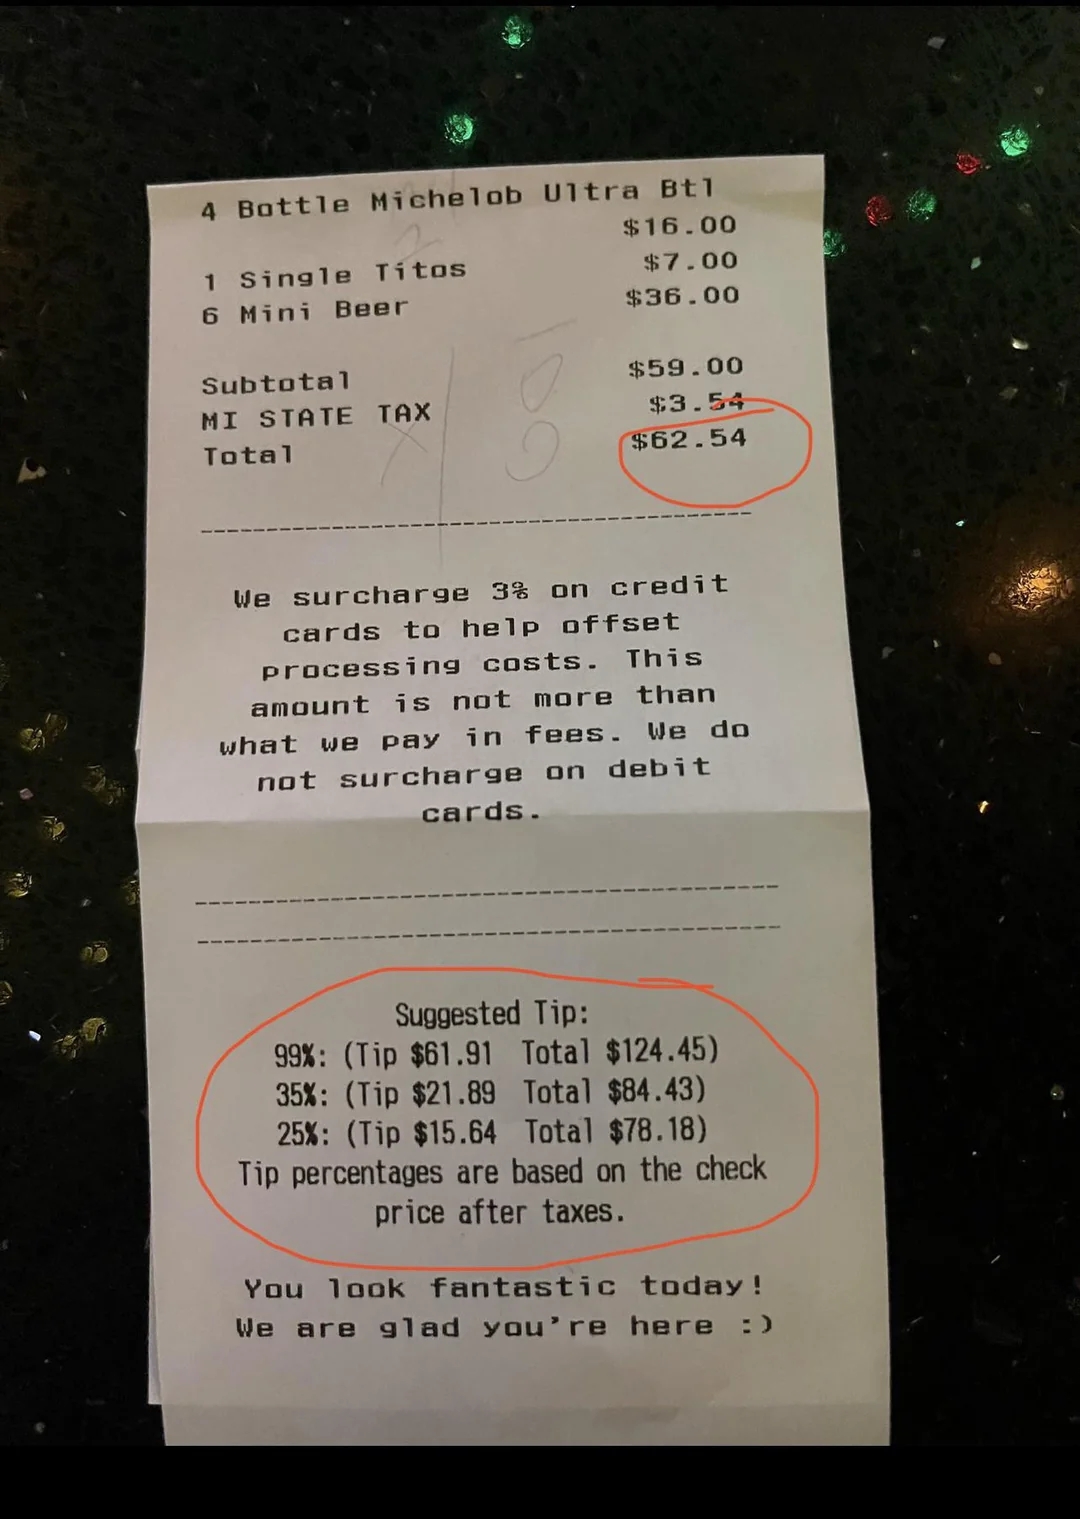 4 Bottle Michelob Ultra Btl
$16.00
1 Single Titos $7.00
6 Mini Beer $36.00
Subtotal $59.00
MI STATE TAX $3.54
Total $62.54
We surcharge 3% on credit
cards to help offset
processing costs. This
amount is not more than
what we pay in fees. We do
not surcharge on debit
cards.
Suggested Tip:
99%: (Tip $61.91 Total $124.45)
35%: (Tip $21.89 Total $84.43)
25%: (Tip $15.64 Total $78.18)
Tip percentages are based on the check
price after taxes.
You look fantastic today!
We are glad you're here :)